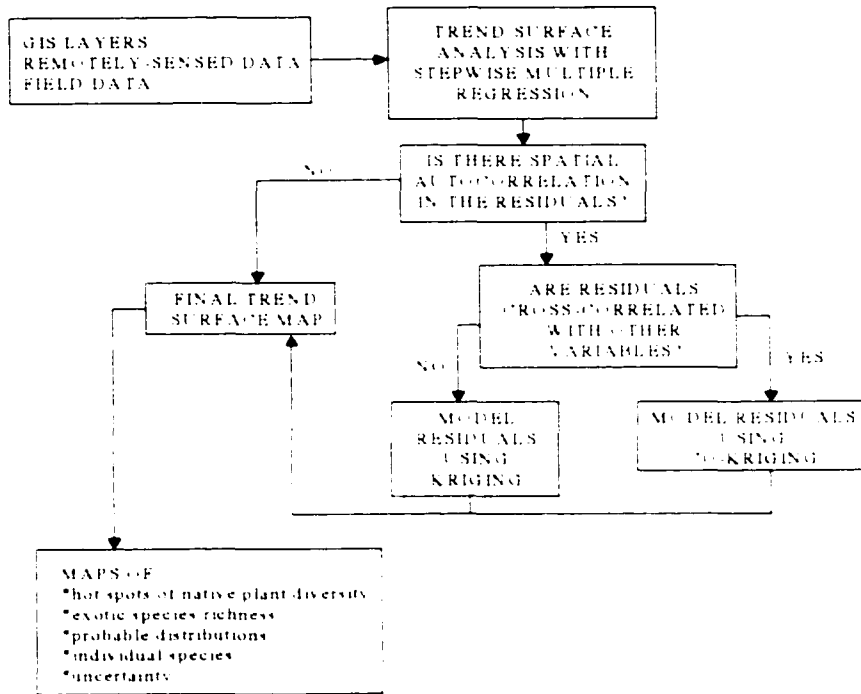 GIS LAYERS
REMOTELY-SENSED DATA
FIELD DATA
TREND SURFACE
ANALYSIS WITH
STEPWISE MULTIPLE
REGRESSION
IS THERE SPATIAL
AUTOCORRELATION
IN THE RESIDUALS?
NO
YES
FINAL TREND
SURFACE MAP
ARE RESIDUALS
CROSS-CORRELATED
WITH OTHER
VARIABLES?
NO
YES
MODEL
RESIDUALS
USING
KRIGING
MODEL RESIDUALS
USING
CO-KRIGING
MAPS OF
*hot spots of native plant diversity
*exotic species richness
*probable distributions
*individual species
*uncertainty